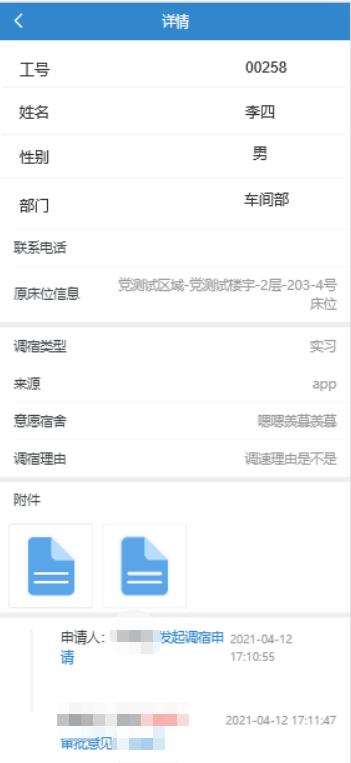 详情
工号 00258
姓名 李四
性别 男
部门 车间部
联系电话
原床位信息 党测试区域-党测试楼宇-2层-203-4号
床位
调宿类型 实习
来源 app
意愿宿舍 嗯嗯羡慕羡慕
调宿理由 调速理由是不是
附件
申请人: 发起调宿申 2021-04-12
请 17:10:55
2021-04-12 17:11:47
审批意见